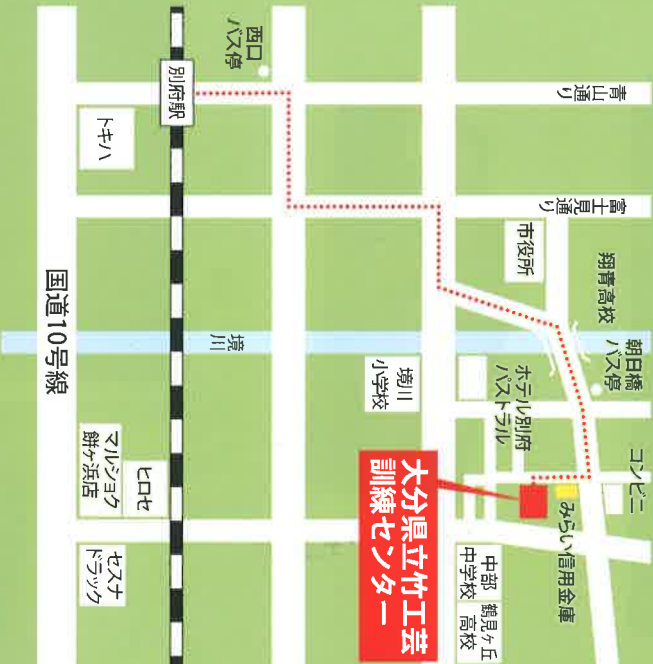 青山通り
富士見通り
西口
バス停
別府駅
トキハ
市役所
翔青高校
朝日橋
バス停
コンビニ
ホテル別府
パストラル
みらい信用金庫
境川
小学校
大分県立竹工芸
訓練センター
中部
中学校
鶴見ヶ丘
高校
境川
国道10号線
ヒロセ
マルショク
餅ヶ浜店
セスナ
ドラック